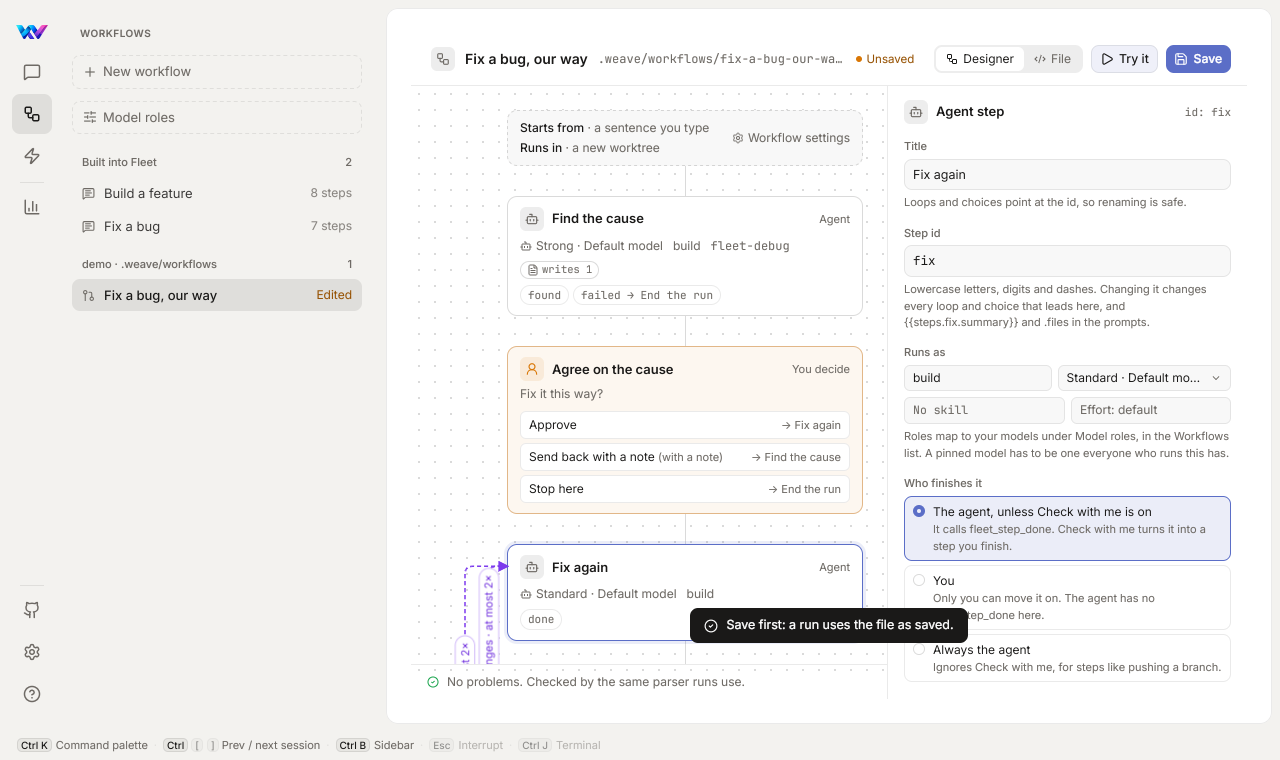 WORKFLOWS
New workflow
Model roles
Built into Fleet 2
Build a feature 8 steps
Fix a bug 7 steps
demo · .weave/workflows 1
Fix a bug, our way Edited
Fix a bug, our way .weave/workflows/fix-a-bug-our-wa… Unsaved Designer File Try it Save
Starts from · a sentence you type
Runs in · a new worktree
Workflow settings
Find the cause Agent
Strong · Default model build fleet-debug
writes 1
found failed → End the run
Agree on the cause You decide
Fix it this way?
Approve → Fix again
Send back with a note (with a note) → Find the cause
Stop here → End the run
Fix again Agent
Standard · Default model build
done
nges · at most 2×
t 2×
No problems. Checked by the same parser runs use.
Agent step id: fix
Title
Fix again
Loops and choices point at the id, so renaming is safe.
Step id
fix
Lowercase letters, digits and dashes. Changing it changes
every loop and choice that leads here, and
{{steps.fix.summary}} and .files in the prompts.
Runs as
build Standard · Default mo…
No skill Effort: default
Roles map to your models under Model roles, in the Workflows
list. A pinned model has to be one everyone who runs this has.
Who finishes it
The agent, unless Check with me is on
It calls fleet_step_done. Check with me turns it into a
step you finish.
You
Only you can move it on. The agent has no
tep_done here.
Save first: a run uses the file as saved.
Always the agent
Ignores Check with me, for steps like pushing a branch.
Ctrl K Command palette · Ctrl [ ] Prev / next session · Ctrl B Sidebar · Esc Interrupt · Ctrl J Terminal